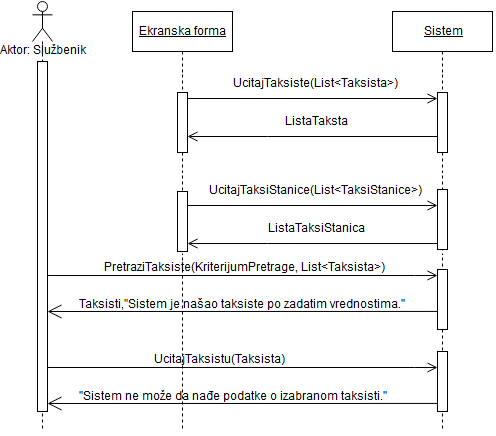 Aktor: Službenik
Ekranska forma
Sistem
UcitajTaksiste(List<Taksista>)
ListaTaksta
UcitajTaksiStanice(List<TaksiStanice>)
ListaTaksiStanica
PretraziTaksiste(KriterijumPretrage, List<Taksista>)
Taksisti,"Sistem je našao taksiste po zadatim vrednostima."
UcitajTaksistu(Taksista)
"Sistem ne može da nađe podatke o izabranom taksisti."